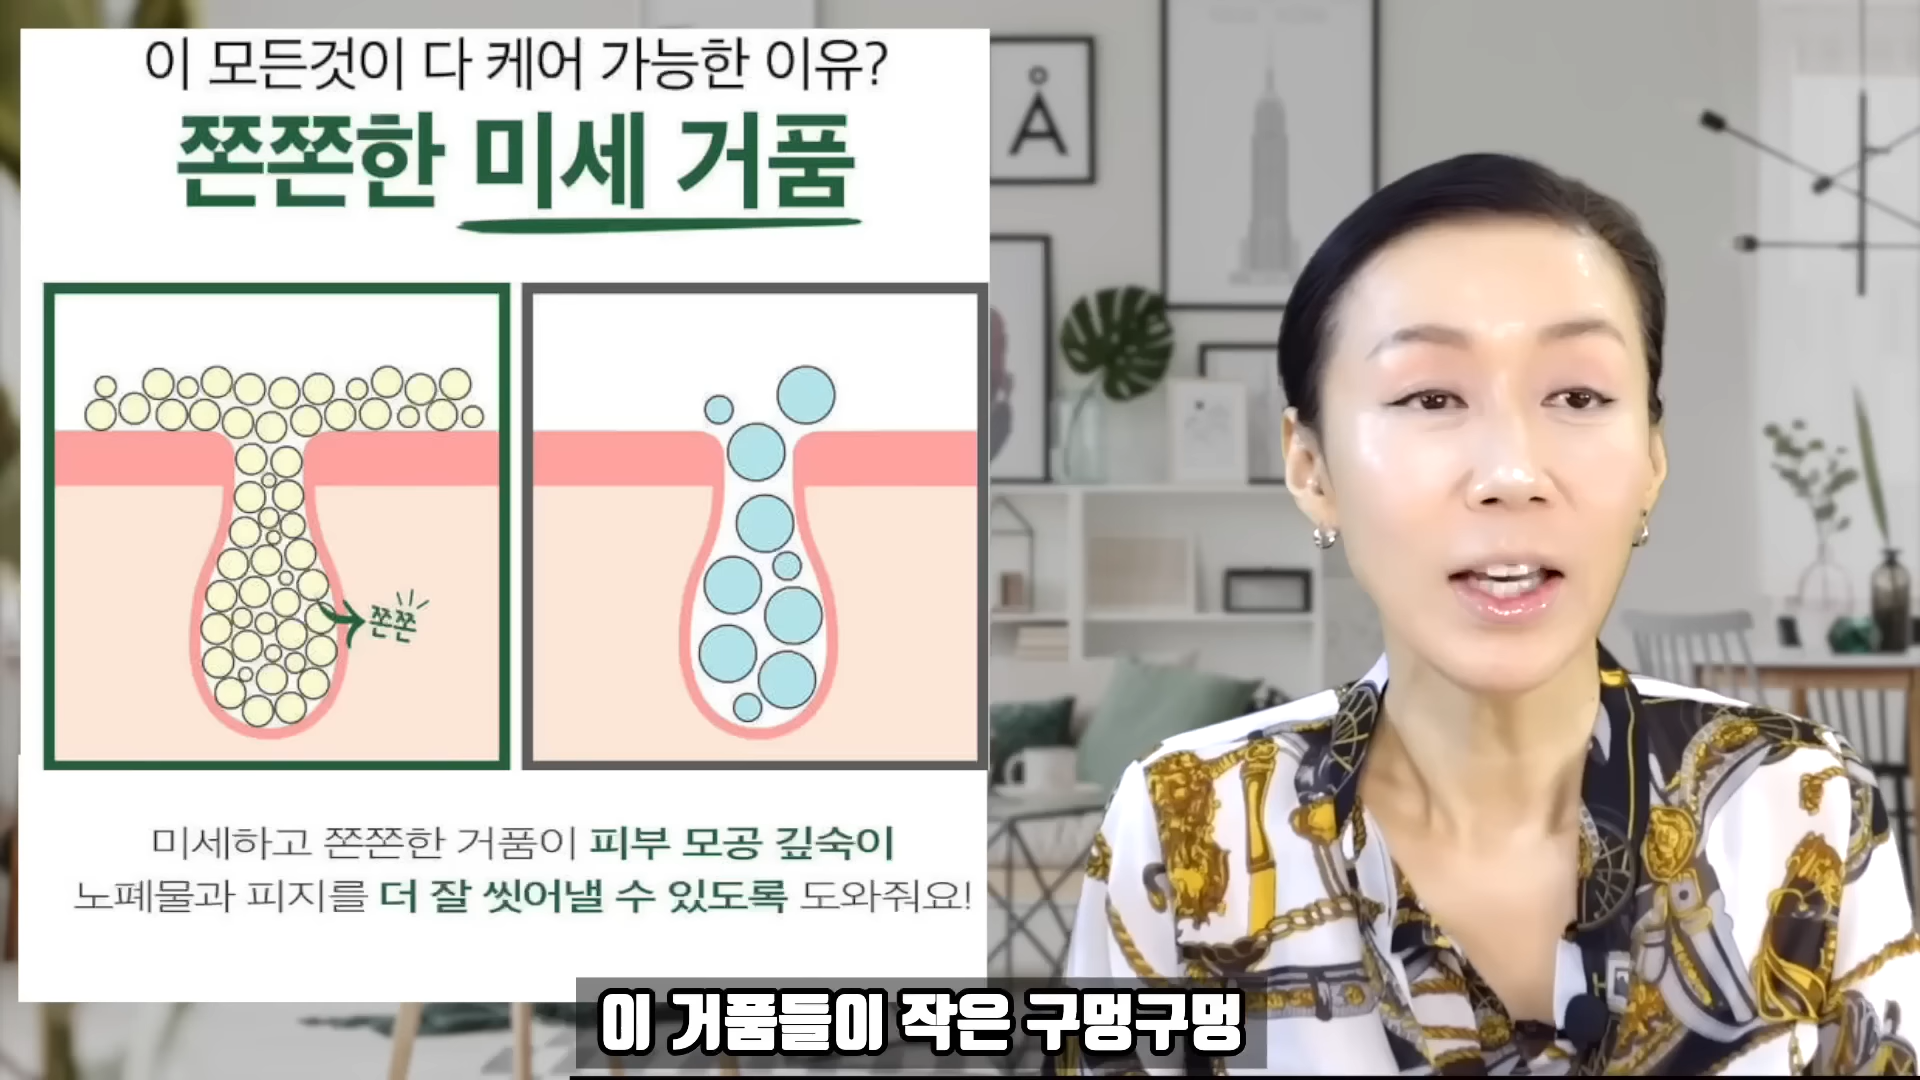 이 모든것이 다 케어 가능한 이유?
쫀쫀한 미세 거품
쫀쫀
미세하고 쫀쫀한 거품이 피부 모공 깊숙이
노폐물과 피지를 더 잘 씻어낼 수 있도록 도와줘요!
Å
이 거품들이 작은 구멍구멍